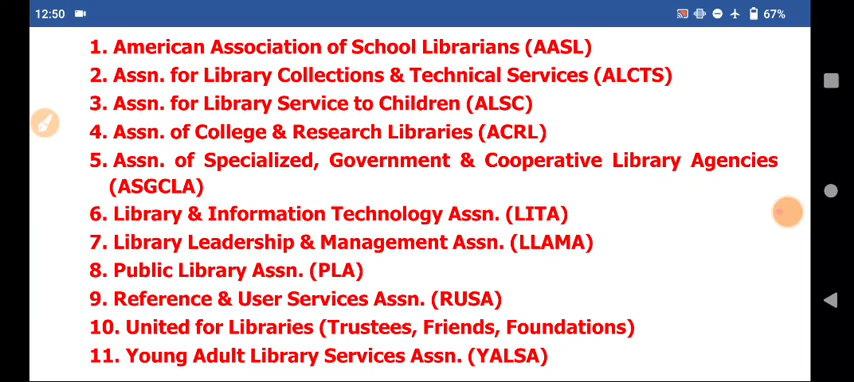 12:50
67%
1. American Association of School Librarians (AASL)
2. Assn. for Library Collections & Technical Services (ALCTS)
3. Assn. for Library Service to Children (ALSC)
4. Assn. of College & Research Libraries (ACRL)
5. Assn. of Specialized, Government & Cooperative Library Agencies
(ASGCLA)
6. Library & Information Technology Assn. (LITA)
7. Library Leadership & Management Assn. (LLAMA)
8. Public Library Assn. (PLA)
9. Reference & User Services Assn. (RUSA)
10. United for Libraries (Trustees, Friends, Foundations)
11. Young Adult Library Services Assn. (YALSA)